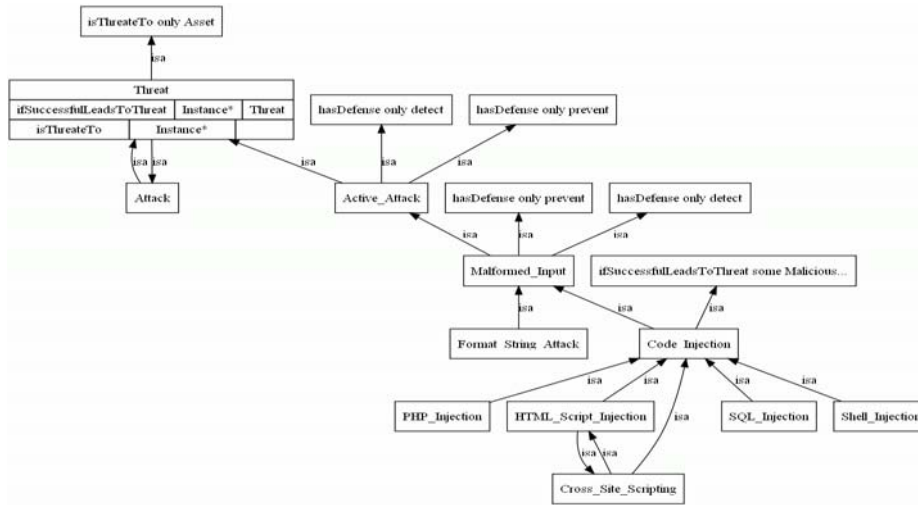 isThreateTo only Asset
isa
Threat
ifSuccessfulLeadsToThreat Instance* Threat
isThreateTo Instance*
hasDefense only detect
hasDefense only prevent
isa
isa
isa
isa
isa
Attack
Active_Attack
hasDefense only prevent
hasDefense only detect
isa
isa
isa
Malformed_Input
ifSuccessfulLeadsToThreat some Malicious...
isa
isa
isa
Format_String_Attack
Code_Injection
isa
isa
isa
isa
isa
PHP_Injection
HTML_Script_Injection
SQL_Injection
Shell_Injection
isa
isa
Cross_Site_Scripting